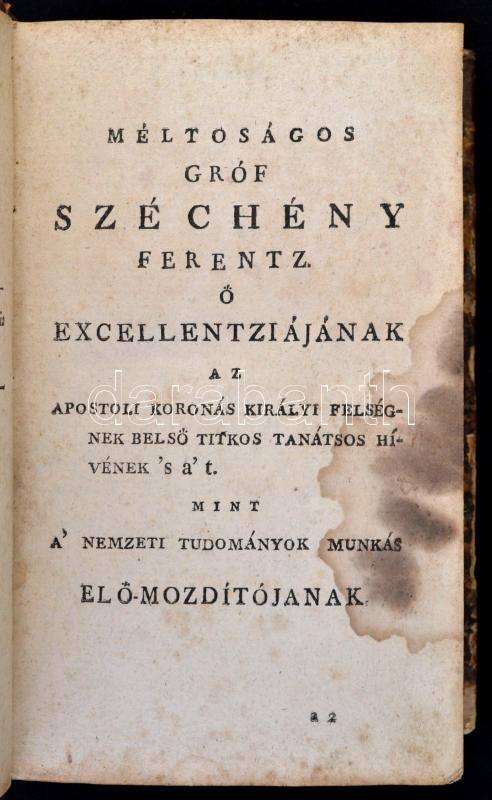 MÉLTOSÁGOS
GRÓF
SZÉCHÉNY
FERENTZ.
Ő
EXCELLENTZIÁJÁNAK
AZ
darabanth
APOSTOLI KORONÁS KIRÁLYI FELSÉG-
NEK BELSŐ TITKOS TANÁTSOS HÍ-
VÉNEK 's a' t.
MINT
A' NEMZETI TUDOMÁNYOK MUNKÁS
ELŐ-MOZDÍTÓJANAK.
a 2